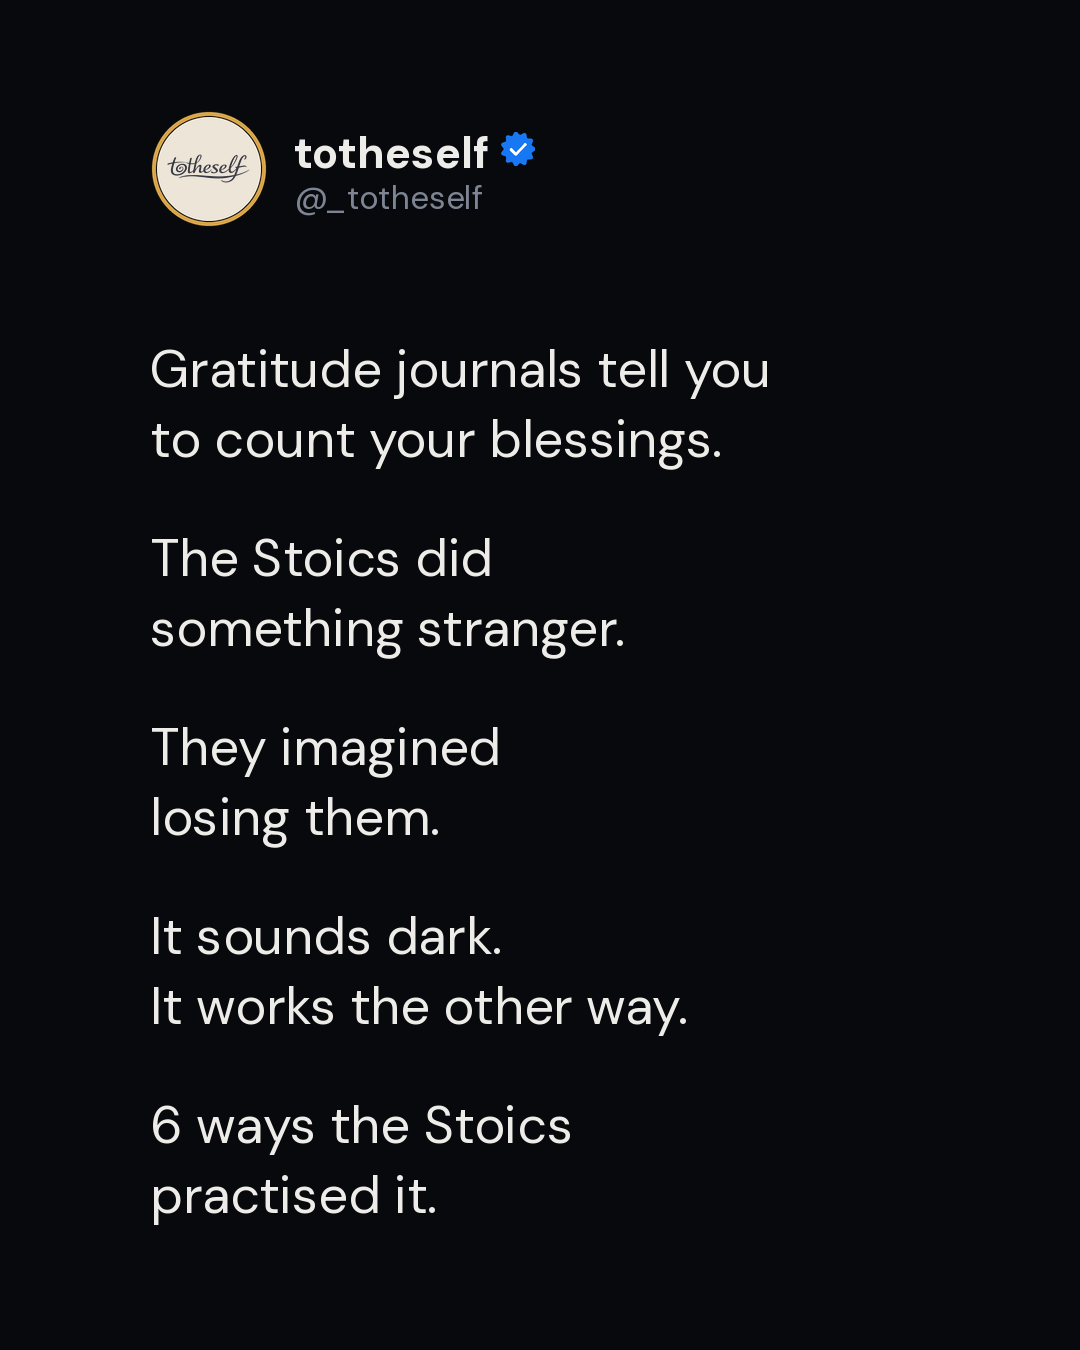 totheself
totheself
@_totheself
Gratitude journals tell you
to count your blessings.
The Stoics did
something stranger.
They imagined
losing them.
It sounds dark.
It works the other way.
6 ways the Stoics
practised it.